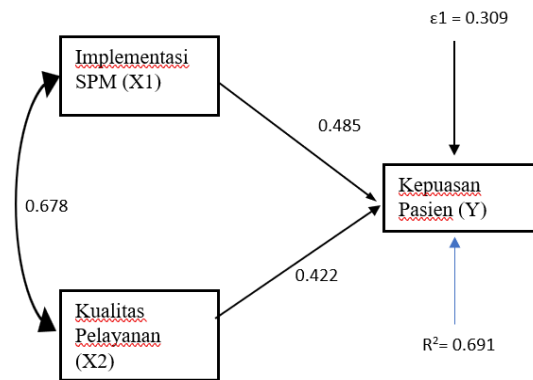 ε1 = 0.309
Implementasi
SPM (X1)
0.485
Kepuasan
Pasien (Y)
0.678
0.422
Kualitas
Pelayanan
(X2)
R²= 0.691